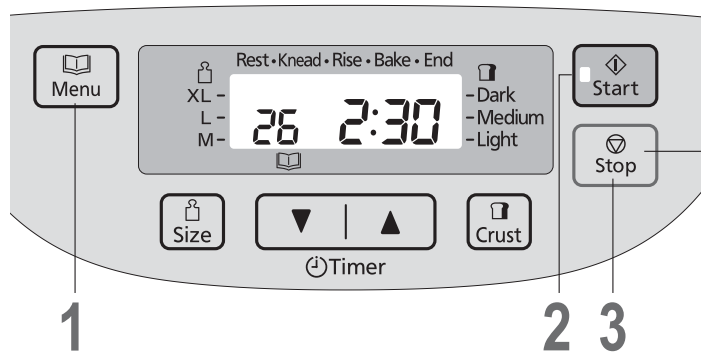 Menu
Rest • Knead • Rise • Bake • End
XL –
L –
M –
26 2:30
– Dark
– Medium
– Light
Start
Stop
Size
▼ | ▲
Crust
Timer
1
2
3